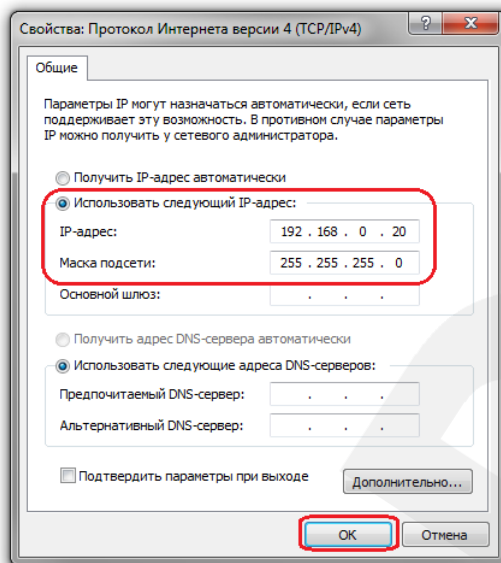 Свойства: Протокол Интернета версии 4 (TCP/IPv4)
Общие
Параметры IP могут назначаться автоматически, если сеть
поддерживает эту возможность. В противном случае параметры
IP можно получить у сетевого администратора.
Получить IP-адрес автоматически
Использовать следующий IP-адрес:
IP-адрес: 192 . 168 . 0 . 20
Маска подсети: 255 . 255 . 255 . 0
Основной шлюз: . . .
Получить адрес DNS-сервера автоматически
Использовать следующие адреса DNS-серверов:
Предпочитаемый DNS-сервер: . . .
Альтернативный DNS-сервер: . . .
Подтвердить параметры при выходе
Дополнительно...
ОК Отмена